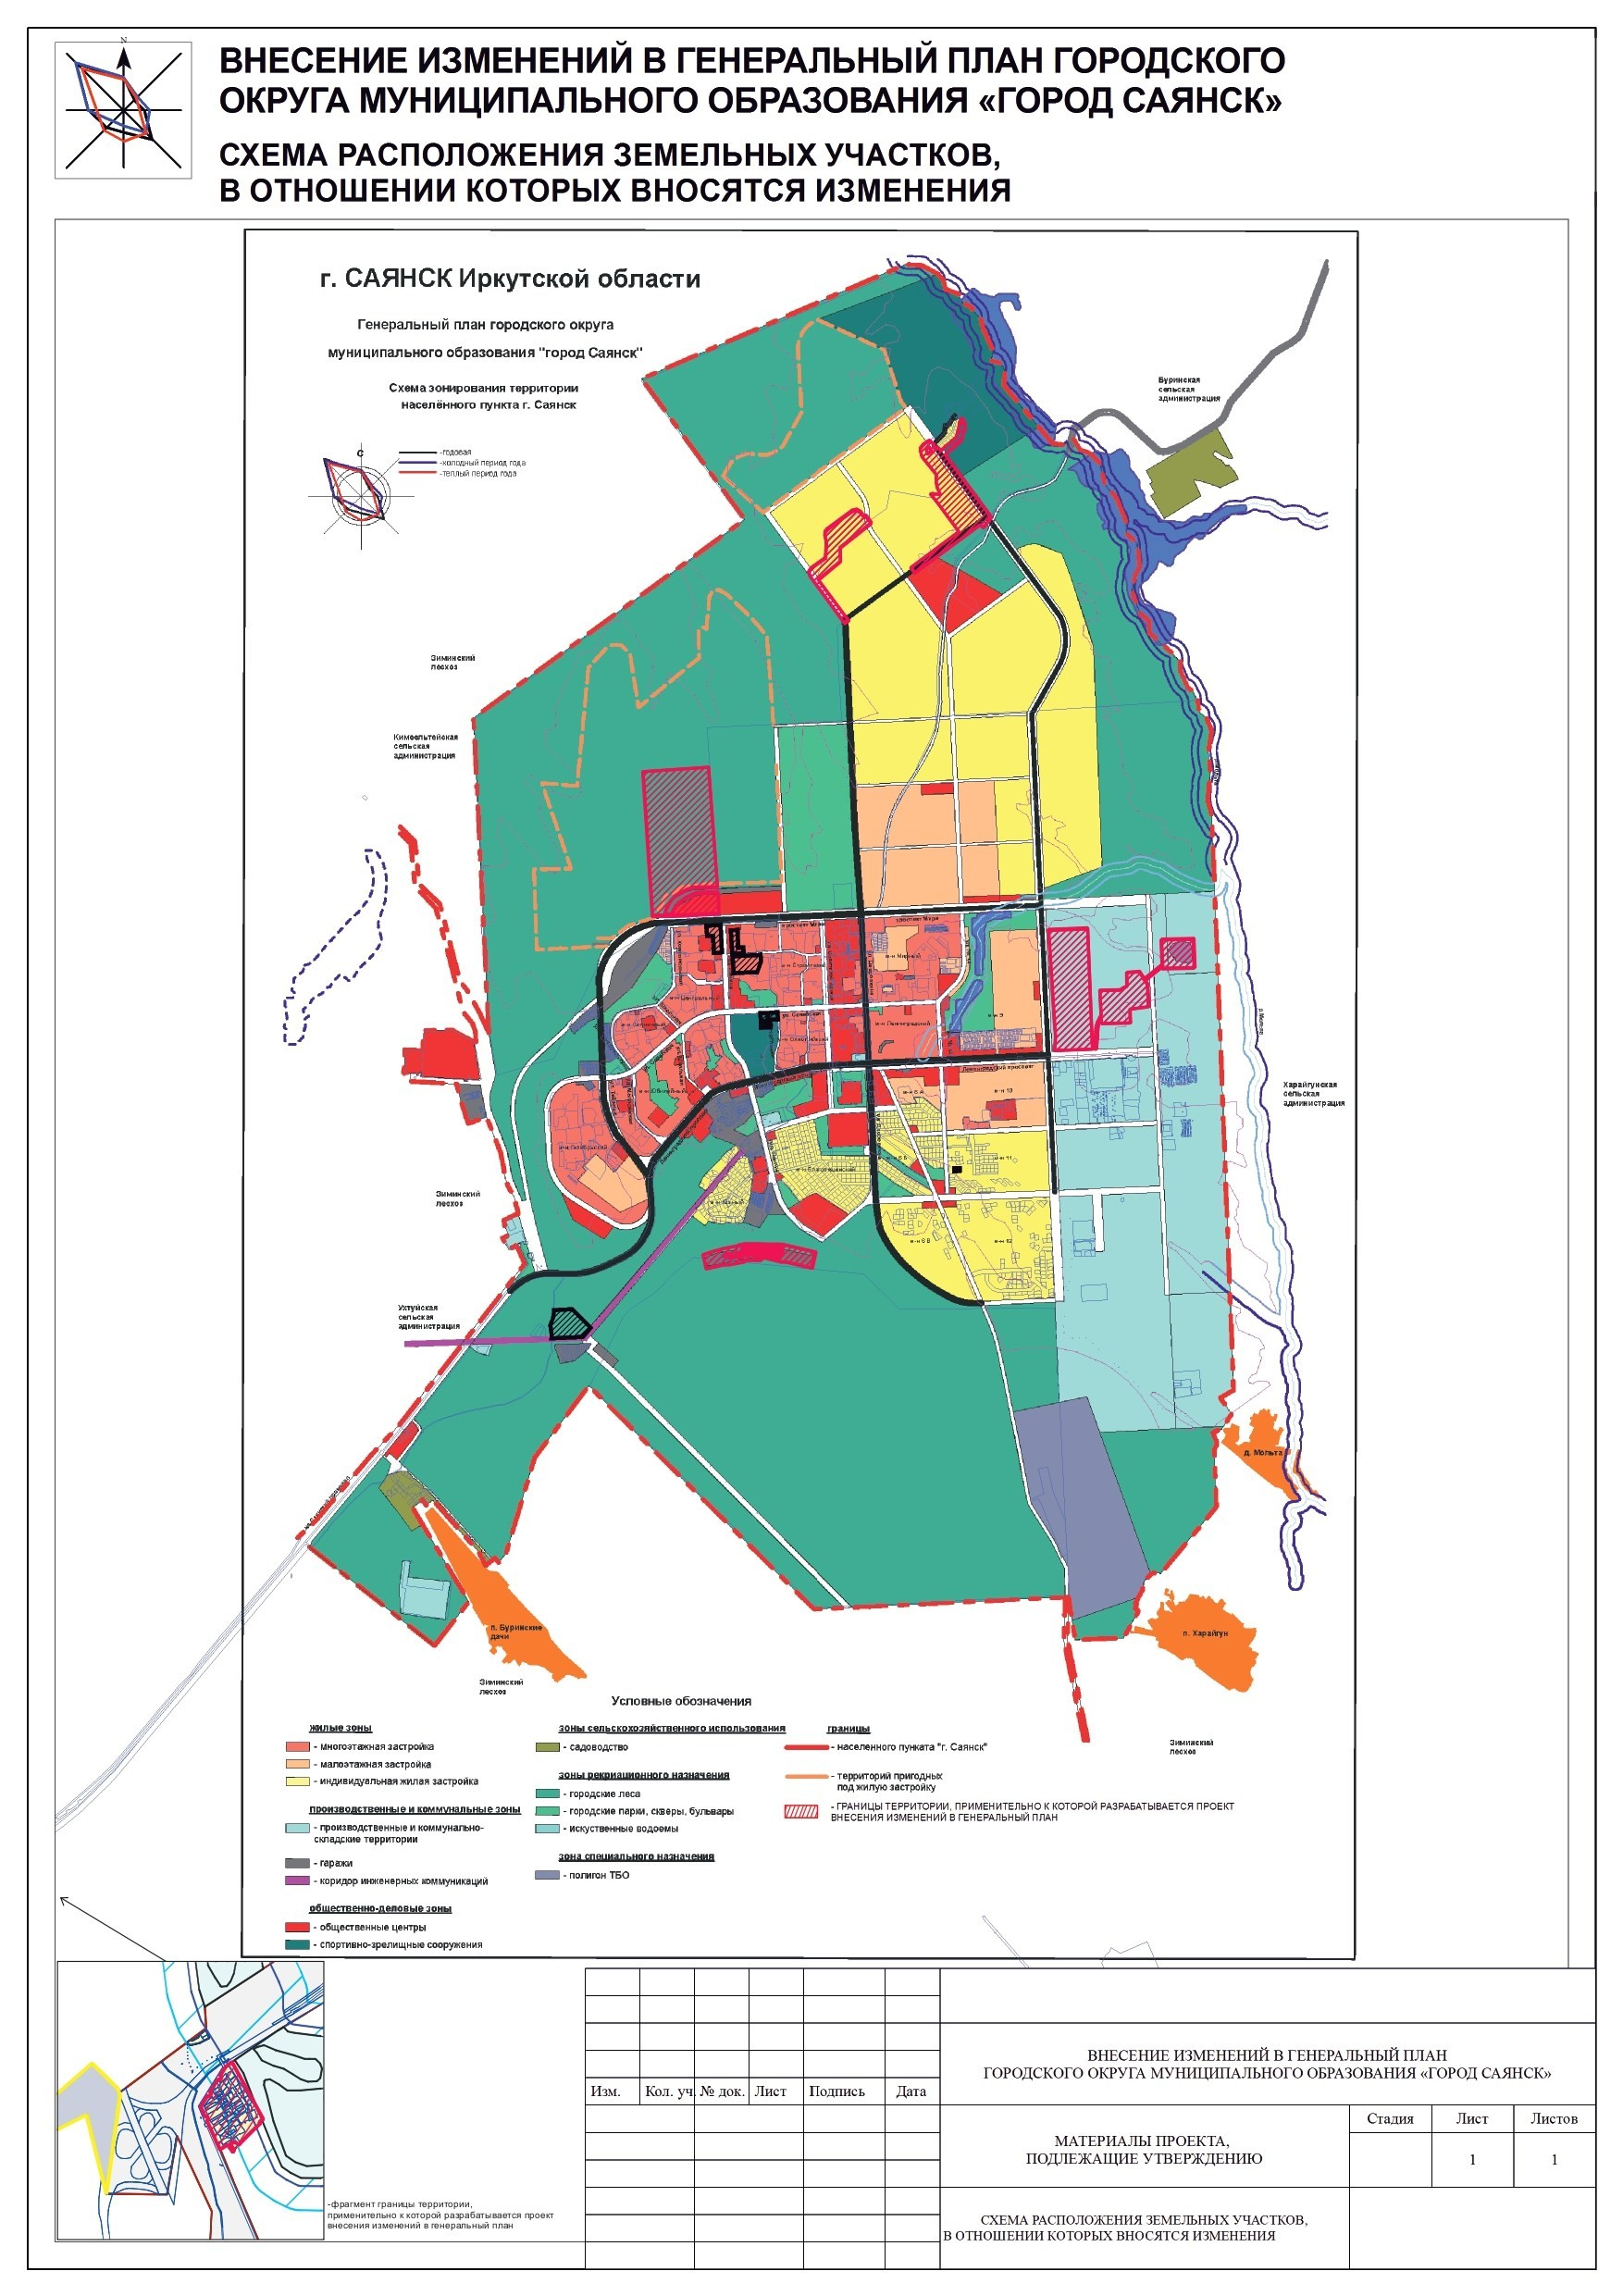 N
ВНЕСЕНИЕ ИЗМЕНЕНИЙ В ГЕНЕРАЛЬНЫЙ ПЛАН ГОРОДСКОГО
ОКРУГА МУНИЦИПАЛЬНОГО ОБРАЗОВАНИЯ «ГОРОД САЯНСК»
СХЕМА РАСПОЛОЖЕНИЯ ЗЕМЕЛЬНЫХ УЧАСТКОВ,
В ОТНОШЕНИИ КОТОРЫХ ВНОСЯТСЯ ИЗМЕНЕНИЯ
г. САЯНСК Иркутской области
Генеральный план городского округа
муниципального образования "город Саянск"
Схема зонирования территории
населённого пункта г. Саянск
С
-годовая
-холодный период года
-теплый период года
Буринская
сельская
администрация
Зиминский
лесхоз
Кимельтейская
сельская
администрация
Харайгунская
сельская
администрация
Зиминский
лесхоз
Ухтуйская
сельская
администрация
д. Мольта
п. Буринские
дачи
п. Харайгун
Зиминский
лесхоз
Зиминский
лесхоз
Условные обозначения
жилые зоны
- многоэтажная застройка
- малоэтажная застройка
- индивидуальная жилая застройка
производственные и коммунальные зоны
- производственные и коммунально-
складские территории
- гаражи
- коридор инженерных коммуникаций
общественно-деловые зоны
- общественные центры
- спортивно-зрелищные сооружения
зоны сельскохозяйственного использования
- садоводство
зоны рекриационного назначения
- городские леса
- городские парки, скверы, бульвары
- искуственные водоемы
зона специального назначения
- полигон ТБО
границы
- населенного пунката "г. Саянск"
- территорий пригодных
под жилую застройку
- ГРАНИЦЫ ТЕРРИТОРИИ, ПРИМЕНИТЕЛЬНО К КОТОРОЙ РАЗРАБАТЫВАЕТСЯ ПРОЕКТ
ВНЕСЕНИЯ ИЗМЕНЕНИЙ В ГЕНЕРАЛЬНЫЙ ПЛАН
-фрагмент границы территории,
применительно к которой разрабатывается проект
внесения изменений в генеральный план
Изм.
Кол. уч.
№ док.
Лист
Подпись
Дата
ВНЕСЕНИЕ ИЗМЕНЕНИЙ В ГЕНЕРАЛЬНЫЙ ПЛАН
ГОРОДСКОГО ОКРУГА МУНИЦИПАЛЬНОГО ОБРАЗОВАНИЯ «ГОРОД САЯНСК»
МАТЕРИАЛЫ ПРОЕКТА,
ПОДЛЕЖАЩИЕ УТВЕРЖДЕНИЮ
Стадия
Лист
Листов
1
1
СХЕМА РАСПОЛОЖЕНИЯ ЗЕМЕЛЬНЫХ УЧАСТКОВ,
В ОТНОШЕНИИ КОТОРЫХ ВНОСЯТСЯ ИЗМЕНЕНИЯ